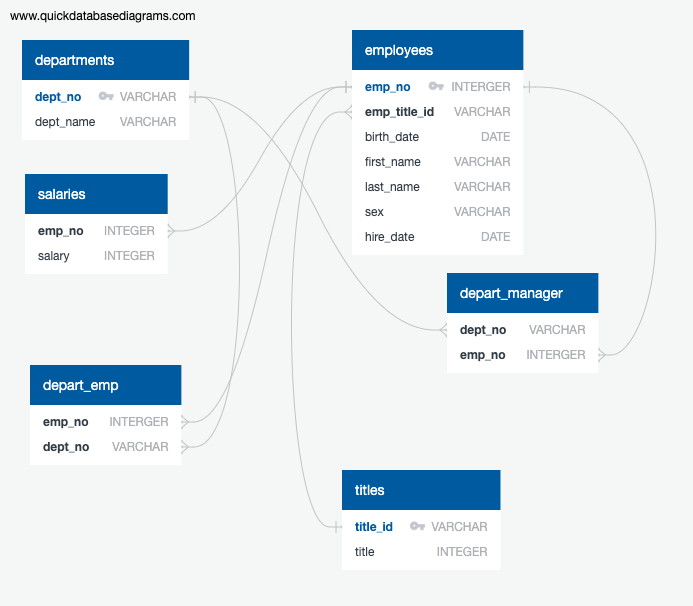 www.quickdatabasediagrams.com
departments
dept_no VARCHAR
dept_name VARCHAR
employees
emp_no INTERGER
emp_title_id VARCHAR
birth_date DATE
first_name VARCHAR
last_name VARCHAR
sex VARCHAR
hire_date DATE
salaries
emp_no INTEGER
salary INTEGER
depart_manager
dept_no VARCHAR
emp_no INTERGER
depart_emp
emp_no INTERGER
dept_no VARCHAR
titles
title_id VARCHAR
title INTEGER